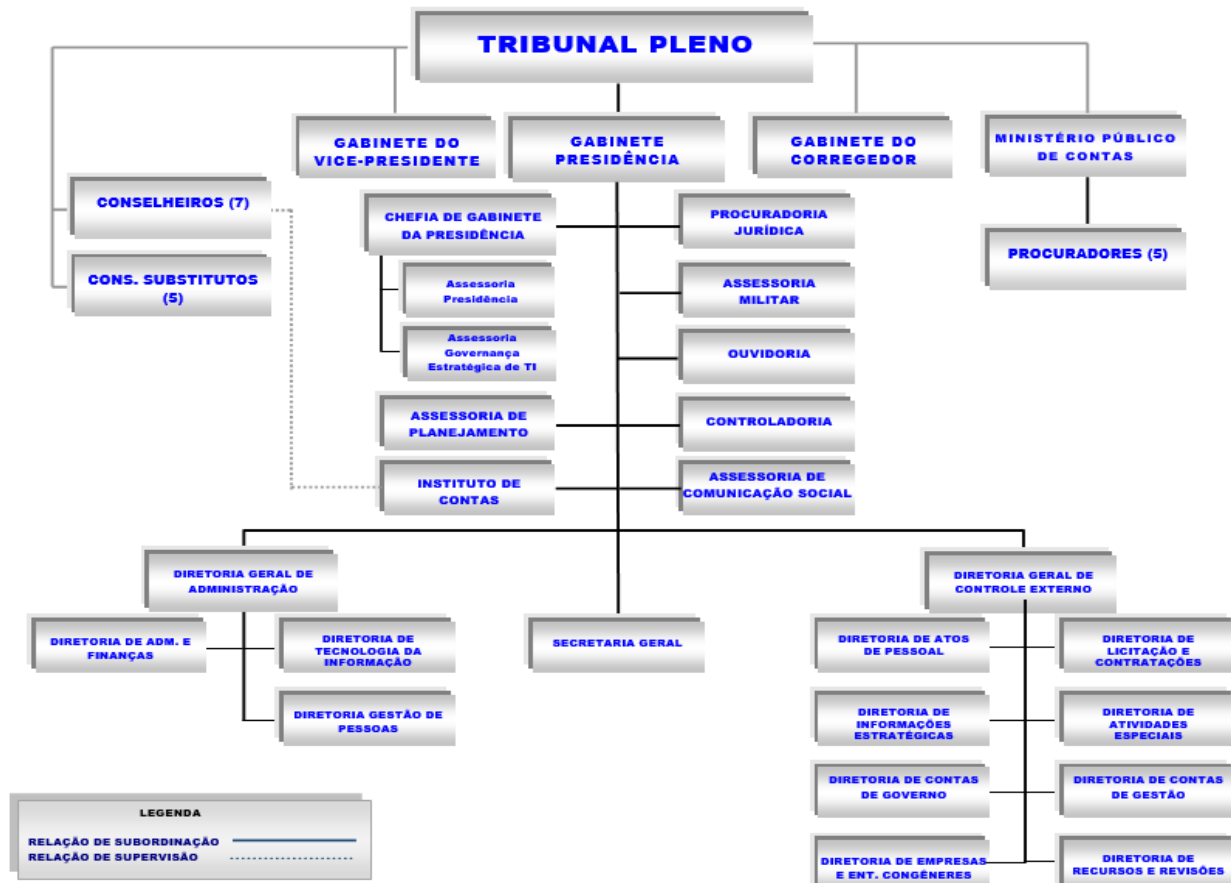 TRIBUNAL PLENO
GABINETE DO
VICE-PRESIDENTE
GABINETE
PRESIDÊNCIA
GABINETE DO
CORREGEDOR
MINISTÉRIO PÚBLICO
DE CONTAS
CONSELHEIROS (7)
CONS. SUBSTITUTOS
(5)
CHEFIA DE GABINETE
DA PRESIDÊNCIA
PROCURADORIA
JURÍDICA
PROCURADORES (5)
Assessoria
Presidência
ASSESSORIA
MILITAR
Assessoria
Governança
Estratégica de TI
OUVIDORIA
ASSESSORIA DE
PLANEJAMENTO
CONTROLADORIA
INSTITUTO DE
CONTAS
ASSESSORIA DE
COMUNICAÇÃO SOCIAL
DIRETORIA GERAL DE
ADMINISTRAÇÃO
DIRETORIA GERAL DE
CONTROLE EXTERNO
DIRETORIA DE ADM. E
FINANÇAS
DIRETORIA DE
TECNOLOGIA DA
INFORMAÇÃO
SECRETARIA GERAL
DIRETORIA DE ATOS
DE PESSOAL
DIRETORIA DE
LICITAÇÃO E
CONTRATAÇÕES
DIRETORIA GESTÃO DE
PESSOAS
DIRETORIA DE
INFORMAÇÕES
ESTRATÉGICAS
DIRETORIA DE
ATIVIDADES
ESPECIAIS
DIRETORIA DE CONTAS
DE GOVERNO
DIRETORIA DE CONTAS
DE GESTÃO
DIRETORIA DE EMPRESAS
E ENT. CONGÊNERES
DIRETORIA DE
RECURSOS E REVISÕES
LEGENDA
RELAÇÃO DE SUBORDINAÇÃO
RELAÇÃO DE SUPERVISÃO